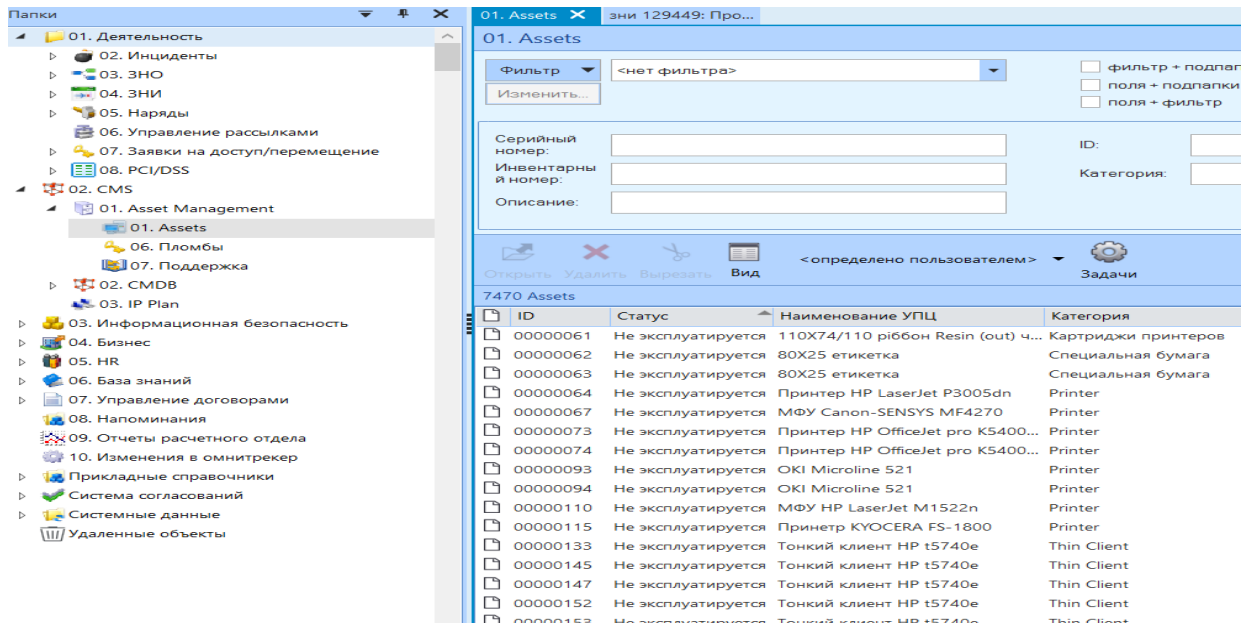 Папки
01. Деятельность
02. Инциденты
03. ЗНО
04. ЗНИ
05. Наряды
06. Управление рассылками
07. Заявки на доступ/перемещение
08. PCI/DSS
02. CMS
01. Asset Management
01. Assets
06. Пломбы
07. Поддержка
02. CMDB
03. IP Plan
03. Информационная безопасность
04. Бизнес
05. HR
06. База знаний
07. Управление договорами
08. Напоминания
09. Отчеты расчетного отдела
10. Изменения в омнитрекер
Прикладные справочники
Система согласований
Системные данные
Удаленные объекты
01. Assets зни 129449: Про...
01. Assets
Фильтр <нет фильтра> фильтр + подпап
Изменить... поля + подпапки
поля + фильтр
Серийный
номер: ID:
Инвентарны
й номер: Категория:
Описание:
Открыть Удалить Вырезать Вид <определено пользователем> Задачи
7470 Assets
ID Статус Наименование УПЦ Категория
00000061 Не эксплуатируется 110X74/110 ріббон Resin (out) ч... Картриджи принтеров
00000062 Не эксплуатируется 80X25 етикетка Специальная бумага
00000063 Не эксплуатируется 80X25 етикетка Специальная бумага
00000064 Не эксплуатируется Принтер HP LaserJet P3005dn Printer
00000067 Не эксплуатируется МФУ Canon-SENSYS MF4270 Printer
00000073 Не эксплуатируется Принтер HP OfficeJet pro K5400... Printer
00000074 Не эксплуатируется Принтер HP OfficeJet pro K5400... Printer
00000093 Не эксплуатируется OKI Microline 521 Printer
00000094 Не эксплуатируется OKI Microline 521 Printer
00000110 Не эксплуатируется МФУ HP LaserJet M1522n Printer
00000115 Не эксплуатируется Принетр KYOCERA FS-1800 Printer
00000133 Не эксплуатируется Тонкий клиент HP t5740e Thin Client
00000145 Не эксплуатируется Тонкий клиент HP t5740e Thin Client
00000147 Не эксплуатируется Тонкий клиент HP t5740e Thin Client
00000152 Не эксплуатируется Тонкий клиент HP t5740e Thin Client
00000153 Не эксплуатируется Тонкий клиент HP t5740e Thin Client